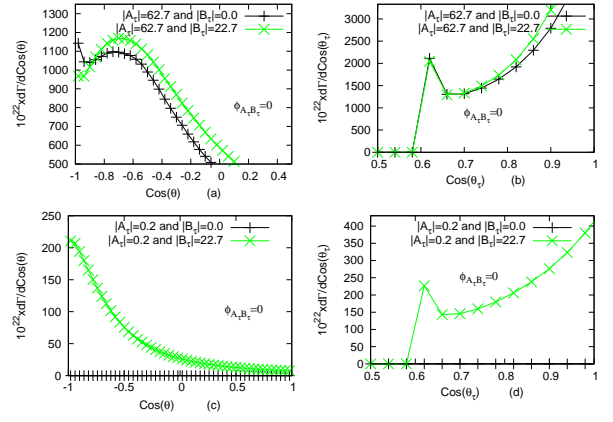 |A_τ|=62.7 and |B_τ|=0.0
|A_τ|=62.7 and |B_τ|=22.7
10^22xdΓ/dCos(θ)
1300
1200
1100
1000
900
800
700
600
500
ϕ_{A_τB_τ}=0
-1 -0.8 -0.6 -0.4 -0.2 0 0.2 0.4
Cos(θ) (a)
|A_τ|=62.7 and |B_τ|=0.0
|A_τ|=62.7 and |B_τ|=22.7
10^22xdΓ/dCos(θ_τ)
3000
2500
2000
1500
1000
500
0
ϕ_{A_τB_τ}=0
0.5 0.6 0.7 0.8 0.9 1
Cos(θ_τ) (b)
|A_τ|=0.2 and |B_τ|=0.0
|A_τ|=0.2 and |B_τ|=22.7
10^22xdΓ/dCos(θ)
250
200
150
100
50
0
ϕ_{A_τB_τ}=0
-1 -0.5 0 0.5 1
Cos(θ) (c)
|A_τ|=0.2 and |B_τ|=0.0
|A_τ|=0.2 and |B_τ|=22.7
10^22xdΓ/dCos(θ_τ)
400
350
300
250
200
150
100
50
0
ϕ_{A_τB_τ}=0
0.5 0.6 0.7 0.8 0.9 1
Cos(θ_τ) (d)